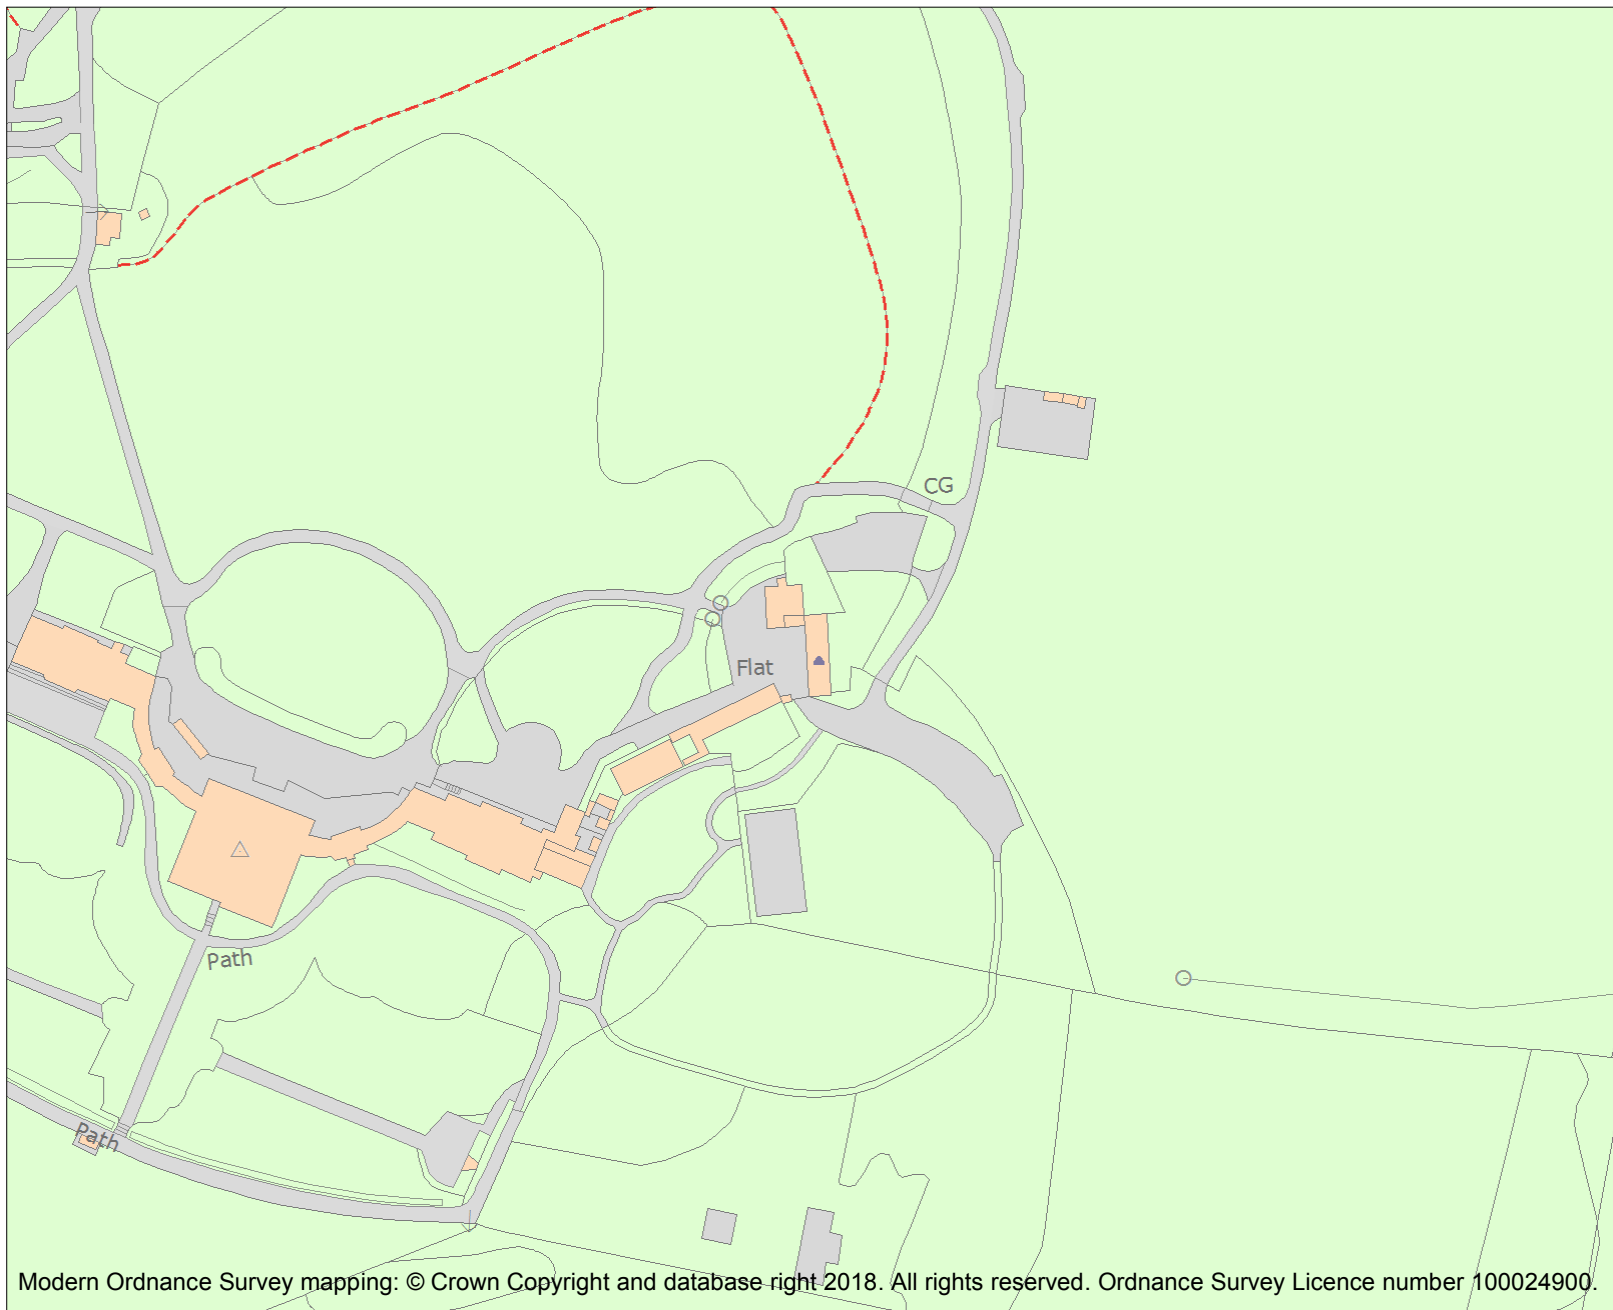 CG
Flat
Path
Path
Modern Ordnance Survey mapping: © Crown Copyright and database right 2018. All rights reserved. Ordnance Survey Licence number 100024900.